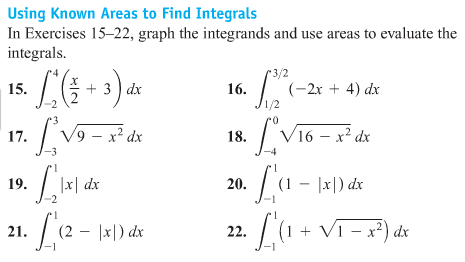 Using Known Areas to Find Integrals
In Exercises 15–22, graph the integrands and use areas to evaluate the
integrals.
15. ∫_{-2}^{4} (x/2 + 3) dx 16. ∫_{1/2}^{3/2} (−2x + 4) dx
17. ∫_{-3}^{3} √(9 − x²) dx 18. ∫_{-4}^{0} √(16 − x²) dx
19. ∫_{-2}^{1} |x| dx 20. ∫_{-1}^{1} (1 − |x|) dx
21. ∫_{-1}^{1} (2 − |x|) dx 22. ∫_{-1}^{1} (1 + √(1 − x²)) dx